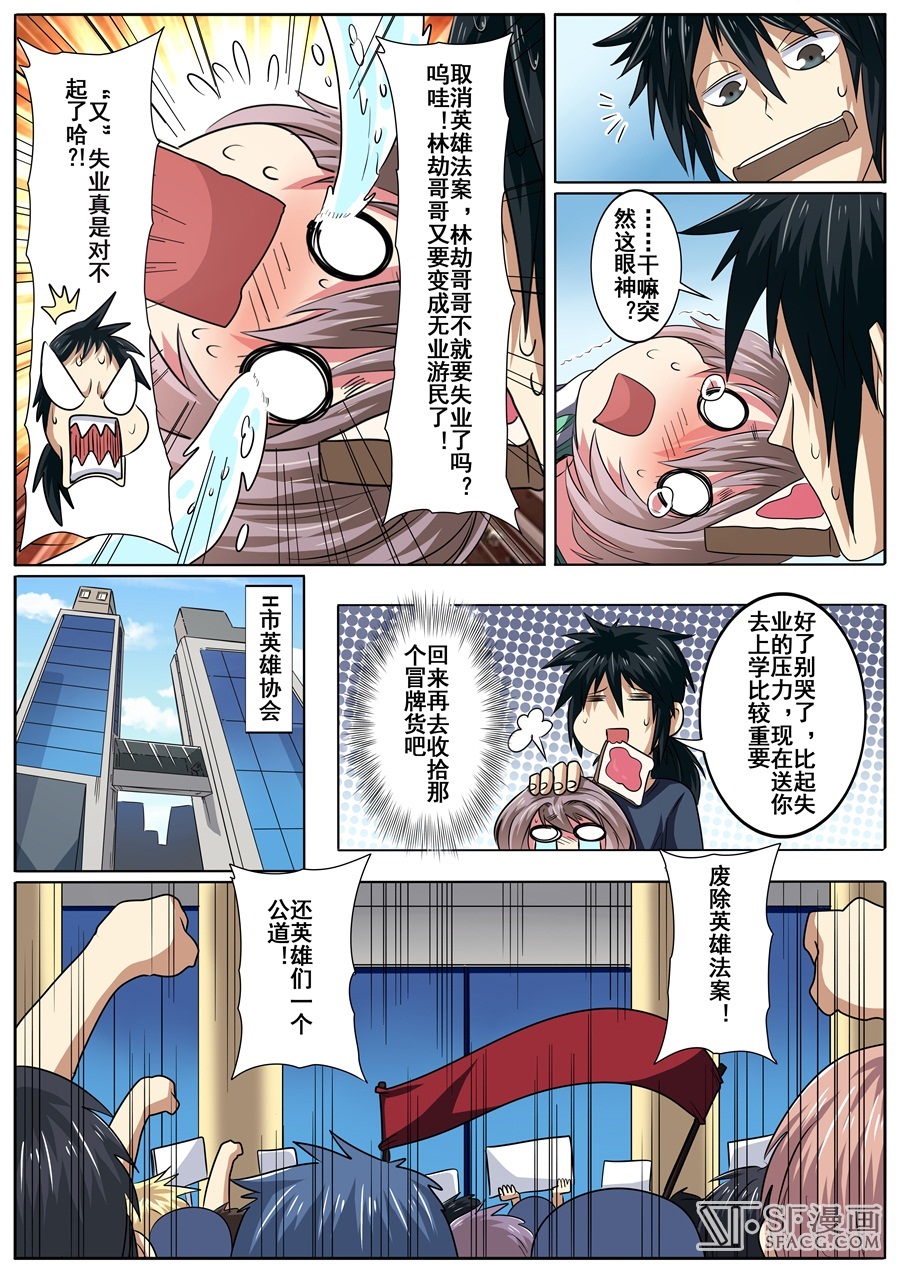 ……干嘛突
然这眼神？
取消英雄法案，林劫哥哥不就要失业了吗？
呜哇！林劫哥哥又要变成无业游民了！
“又”失业真是对不
起了哈？！
好了别哭了，比起失
业的压力，现在送你
去上学比较重要
回来再去收拾那
个冒牌货吧
H市英雄协会
废除英雄法案！
还英雄们一个
公道！
SF漫画
SFACG.COM